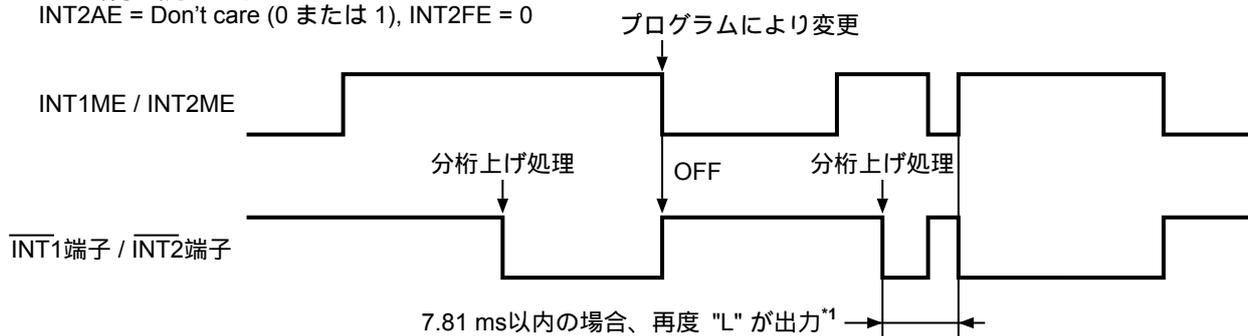 INT2AE = Don't care (0 または 1), INT2FE = 0
プログラムにより変更
INT1ME / INT2ME
分桁上げ処理
OFF
分桁上げ処理
INT1端子 / INT2端子
7.81 ms以内の場合、再度 "L" が出力*1